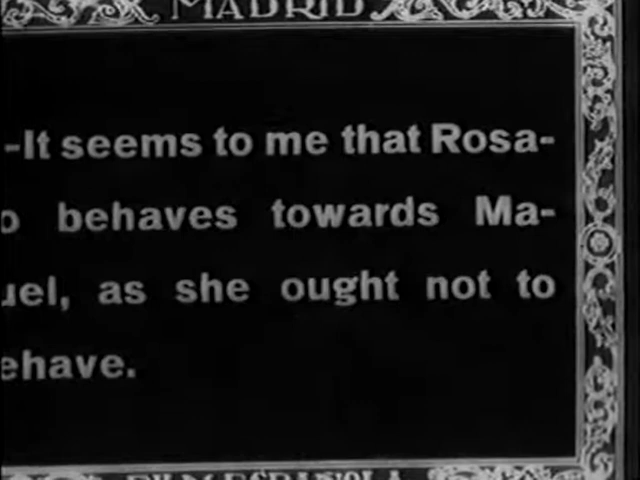 MADRID
-It seems to me that Rosa-
o behaves towards Ma-
uel, as she ought not to
ehave.